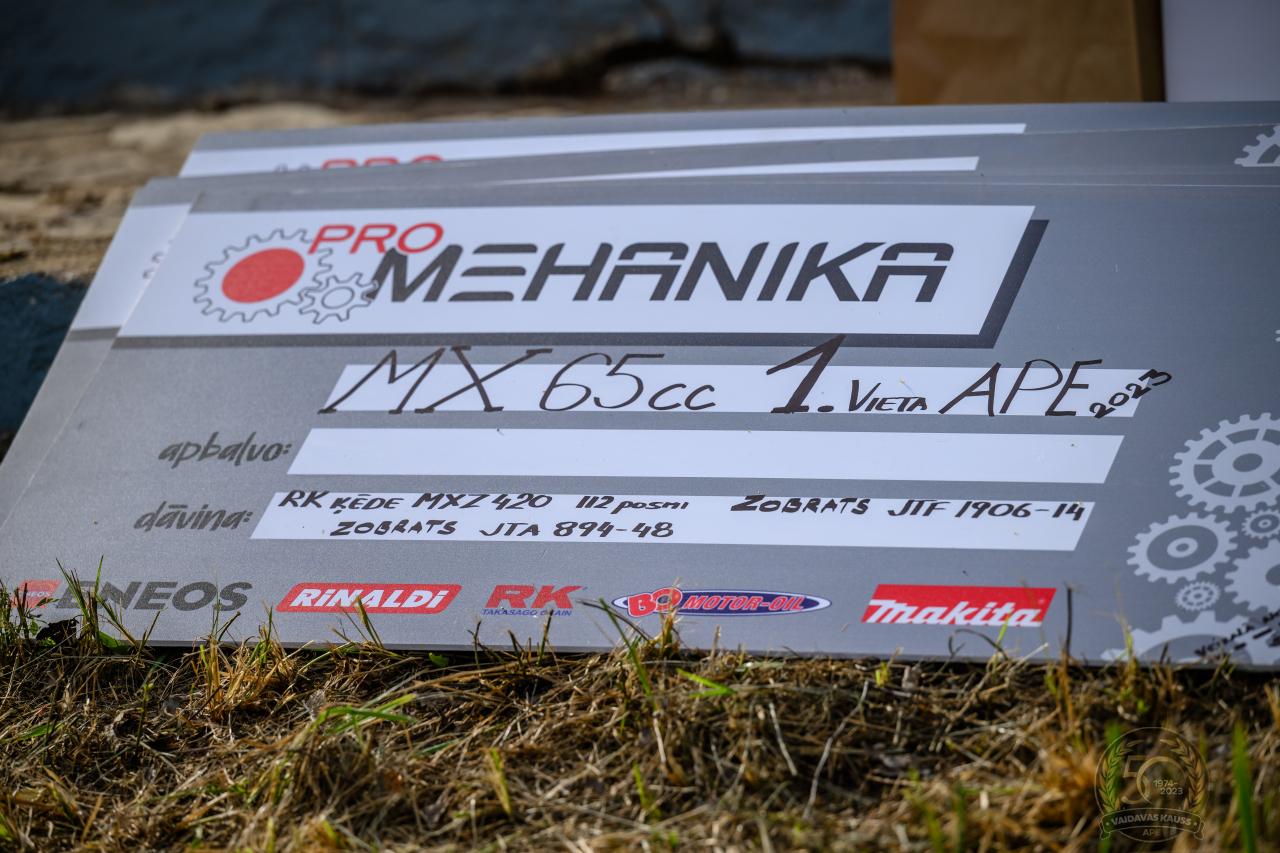 PRO
PRO
MEHANIKA
MX 65cc 1. VIETA APE 2023
apbalvo:
dāvina: RK ĶĒDE MXZ 420 112 posmi ZOBRATS JTF 1906-14
ZOBRATS JTA 894-48
ENEOS RINALDI RK BO MOTOR-OIL makita
TAKASAGO CHAIN
50
1974-
2023
VAIDAVAS KAUSS
APE